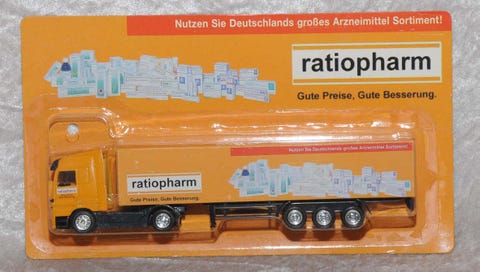 Nutzen Sie Deutschlands großes Arzneimittel Sortiment!
ratiopharm
Gute Preise, Gute Besserung.
Nutzen Sie Deutschlands großes Arzneimittel Sortiment!
ratiopharm
Gute Preise, Gute Besserung.
ratiopharm